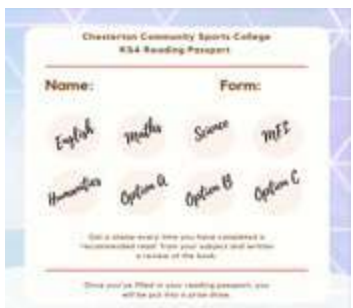 Chesterton Community Sports College
KS4 Reading Passport
Name: Form:
English Maths Science MFL
Humanities Option A Option B Option C
Get a stamp every time you have completed a
recommended read from your subject and written
a review of the book.
Once you've filled in your reading passport, you
will be put into a prize draw.